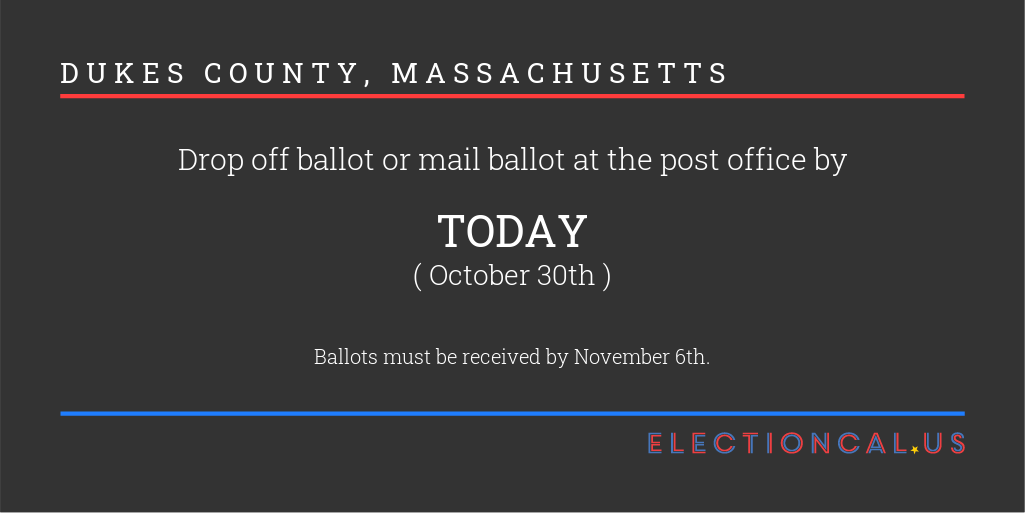 DUKES COUNTY, MASSACHUSETTS
Drop off ballot or mail ballot at the post office by
TODAY
( October 30th )
Ballots must be received by November 6th.
ELECTIONCAL.US